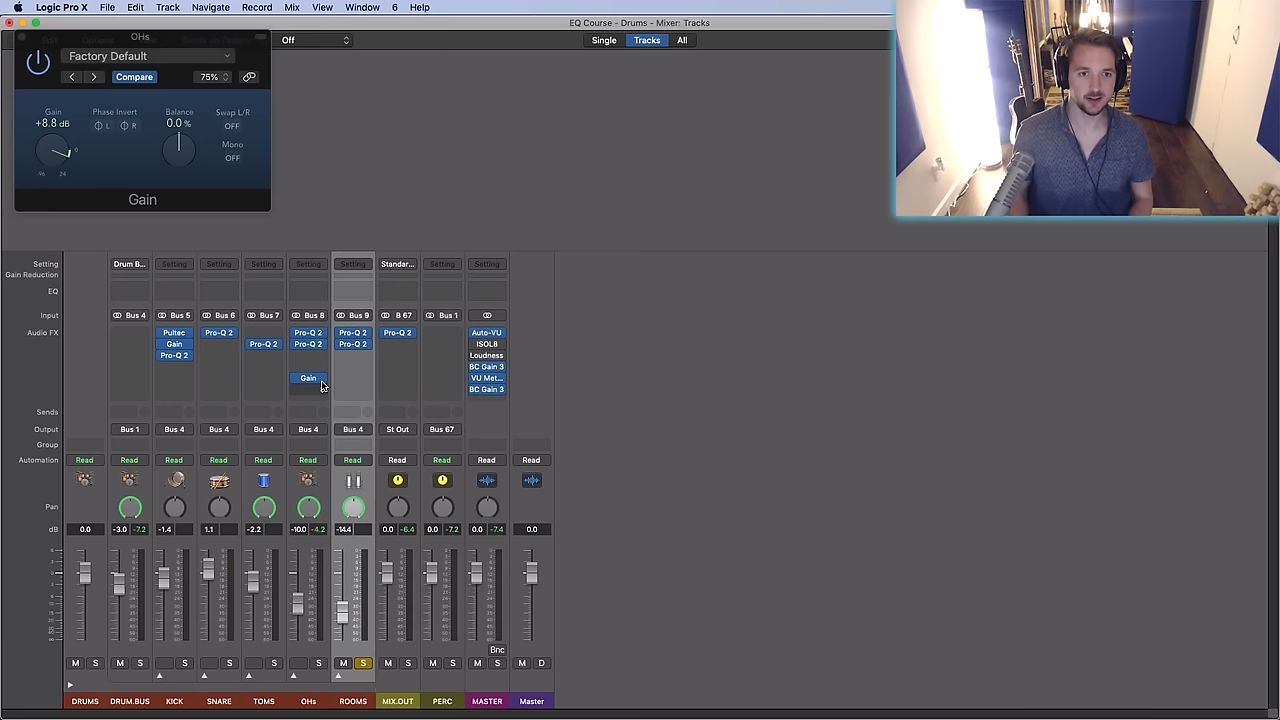 Logic Pro X File Edit Track Navigate Record Mix View Window 6 Help
EQ Course - Drums - Mixer: Tracks
OHs
Off
Single Tracks All
Factory Default
Compare 75%
Gain Phase Invert Balance Swap L/R
+8.8 dB L R 0.0 % OFF
Mono
OFF
0
-96 24
Gain
Setting Drum B... Setting Setting Setting Setting Setting Standar... Setting Setting
Gain Reduction
EQ
Input Bus 4 Bus 5 Bus 6 Bus 7 Bus 8 Bus 9 B 67 Bus 1
Audio FX Pultec Pro-Q 2 Pro-Q 2 Pro-Q 2 Pro-Q 2 Auto-VU
Gain Pro-Q 2 Pro-Q 2 Pro-Q 2 ISOL8
Pro-Q 2 Loudness
BC Gain 3
Gain VU Met...
BC Gain 3
Sends
Output Bus 1 Bus 4 Bus 4 Bus 4 Bus 4 Bus 4 St Out Bus 67
Group
Automation Read Read Read Read Read Read Read Read Read Read Read
Pan
dB 0.0 -3.0 -7.2 -1.4 1.1 -2.2 -10.0 -4.2 -14.4 0.0 -6.4 0.0 -7.2 0.0 -7.4 0.0
Bnc
M S M S S S S S M S M S M S M S M D
DRUMS DRUM.BUS KICK SNARE TOMS OHs ROOMS MIX.OUT PERC MASTER Master